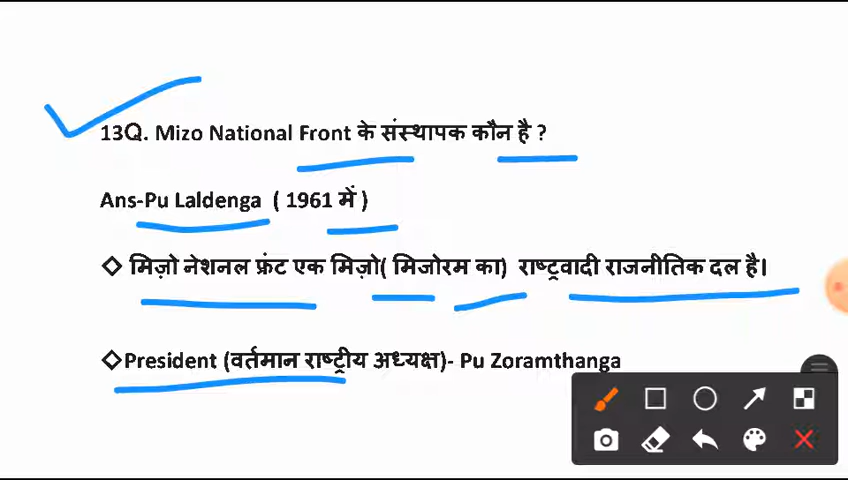 13Q. Mizo National Front के संस्थापक कौन है ?
Ans-Pu Laldenga ( 1961 में )
◇ मिज़ो नेशनल फ्रंट एक मिज़ो( मिजोरम का) राष्ट्रवादी राजनीतिक दल है।
◇President (वर्तमान राष्ट्रीय अध्यक्ष)- Pu Zoramthanga